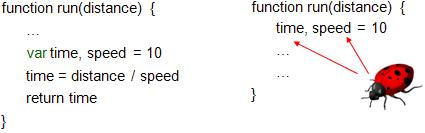 function run(distance) {
...
var time, speed = 10
time = distance / speed
return time
}
function run(distance) {
time, speed = 10
...
...
}